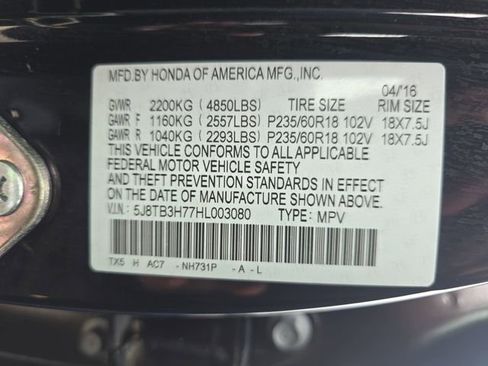 MFD.BY HONDA OF AMERICA MFG.,INC.
04/16
GVWR 2200KG ( 4850LBS) TIRE SIZE RIM SIZE
GAWR F 1160KG ( 2557LBS) P235/60R18 102V 18X7.5J
GAWR R 1040KG ( 2293LBS) P235/60R18 102V 18X7.5J
THIS VEHICLE CONFORMS TO ALL APPLICABLE
FEDERAL MOTOR VEHICLE SAFETY
AND THEFT PREVENTION STANDARDS IN EFFECT
ON THE DATE OF MANUFACTURE SHOWN ABOVE.
V.I.N: 5J8TB3H77HL003080 TYPE: MPV
TX5 H AC7 - NH731P - A - L